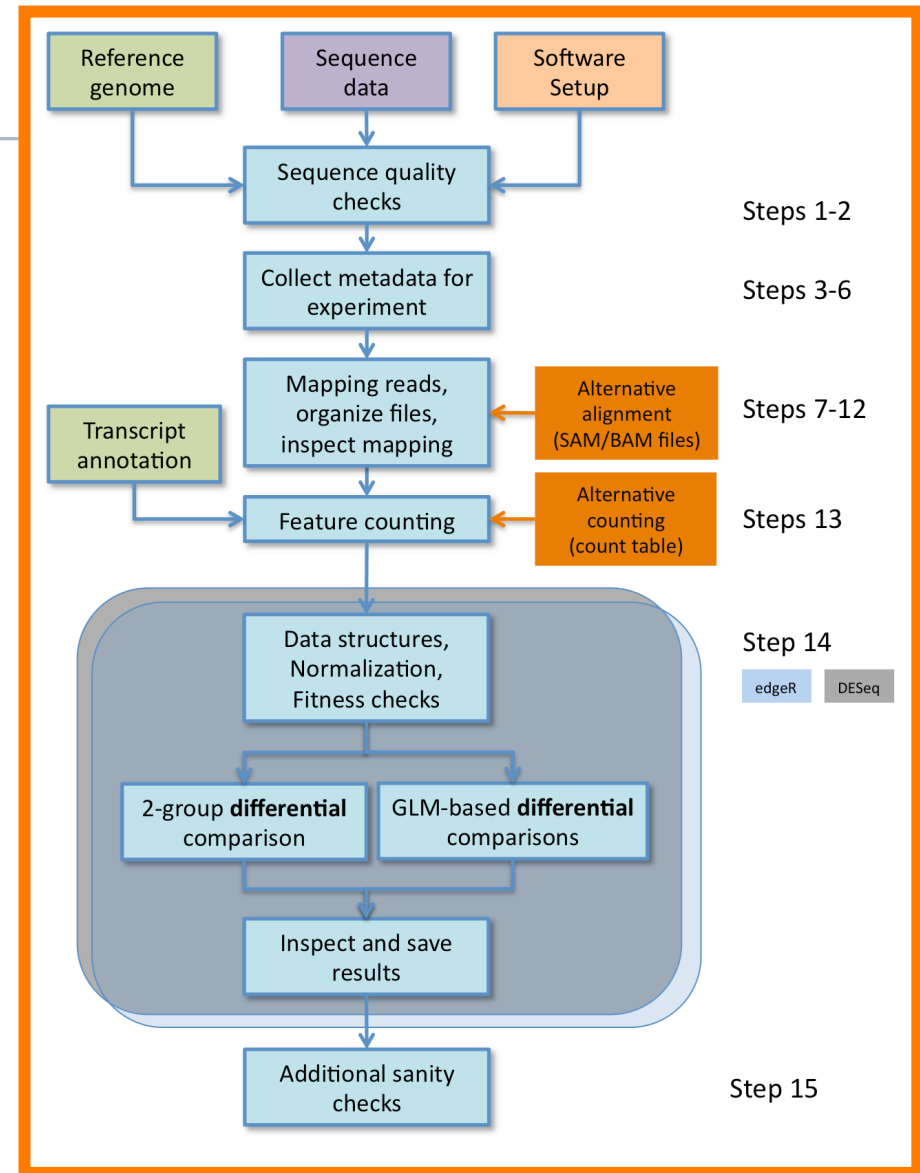 Reference
genome
Sequence
data
Software
Setup
Sequence quality
checks
Steps 1-2
Collect metadata for
experiment
Steps 3-6
Mapping reads,
organize files,
inspect mapping
Alternative
alignment
(SAM/BAM files)
Steps 7-12
Transcript
annotation
Feature counting
Alternative
counting
(count table)
Steps 13
Data structures,
Normalization,
Fitness checks
Step 14
edgeR
DESeq
2-group differential
comparison
GLM-based differential
comparisons
Inspect and save
results
Additional sanity
checks
Step 15